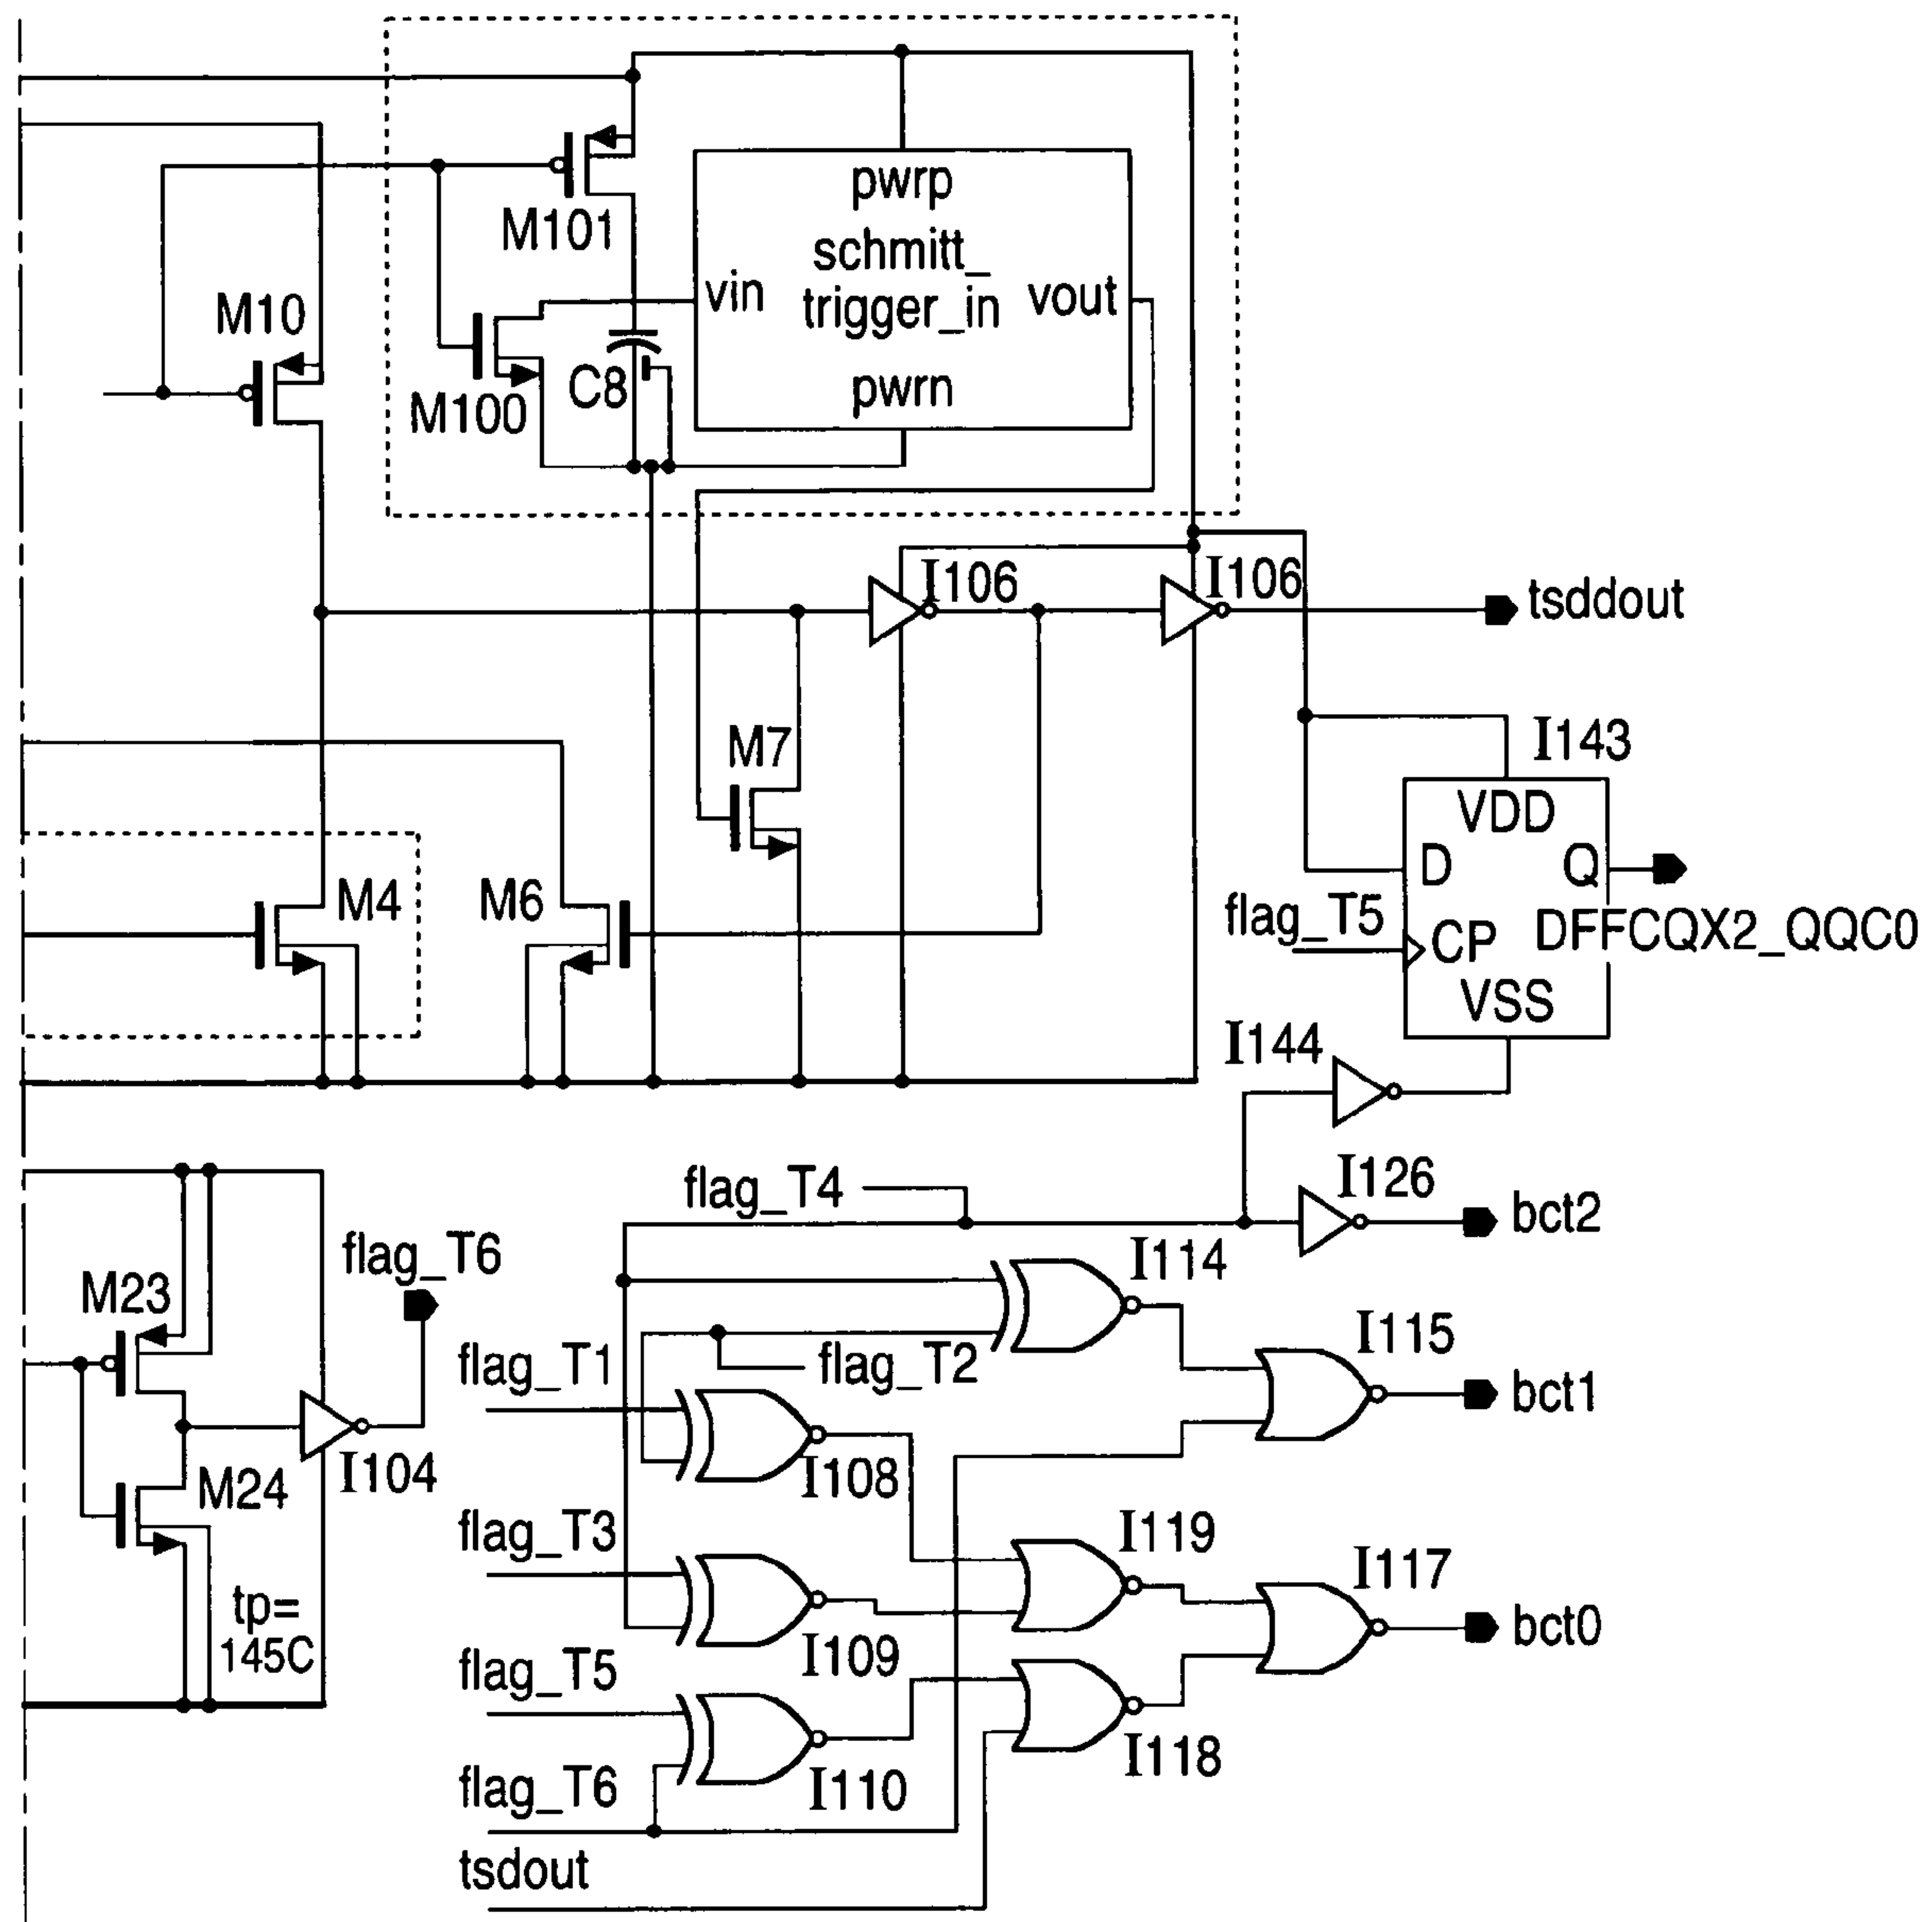 pwrp
M101
schmitt_
vin
trigger_in
vout
M10
C8
pwrn
M100
I106
I106
tsddout
I143
M7
VDD
D
Q
M4
M6
flag_T5
CP
DFFCQX2_QQC0
VSS
I144
flag_T4
I126
bct2
flag_T6
I114
M23
I115
flag_T1
flag_T2
bct1
I104
I108
M24
flag_T3
I119
I117
tp=
145C
bct0
I109
flag_T5
I118
flag_T6
I110
tsdout